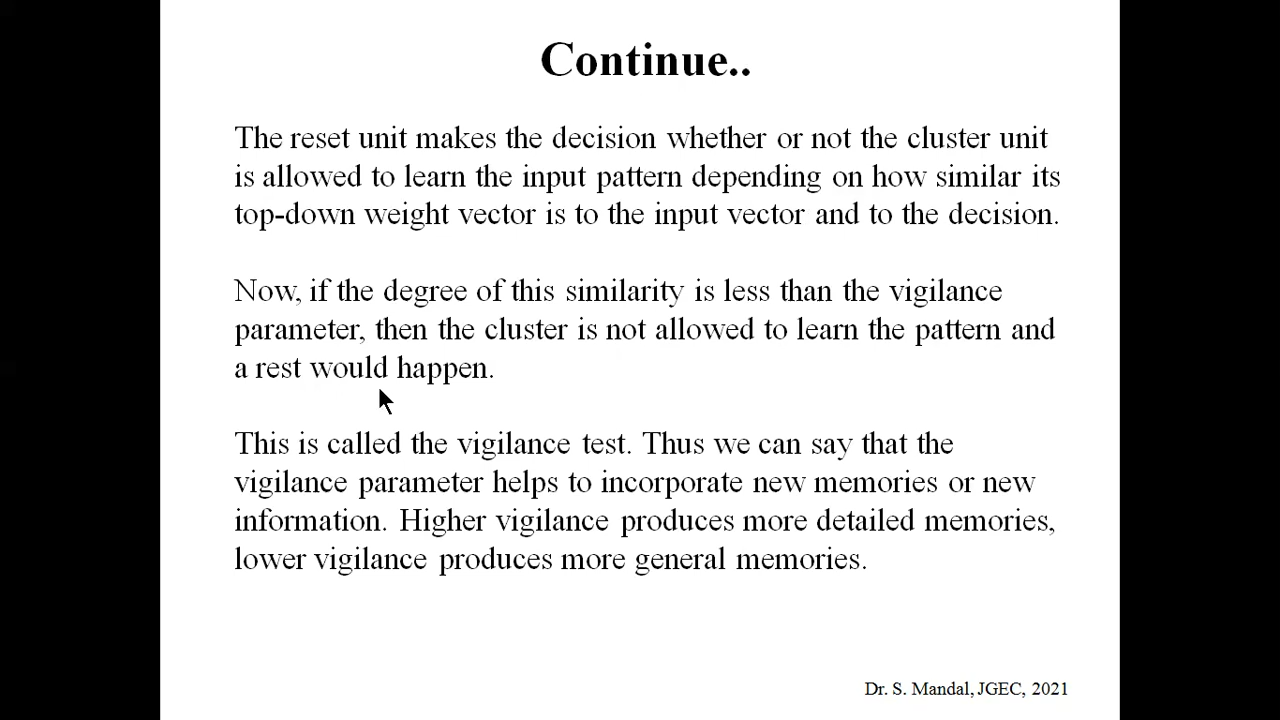 Continue..
The reset unit makes the decision whether or not the cluster unit
is allowed to learn the input pattern depending on how similar its
top-down weight vector is to the input vector and to the decision.
Now, if the degree of this similarity is less than the vigilance
parameter, then the cluster is not allowed to learn the pattern and
a rest would happen.
This is called the vigilance test. Thus we can say that the
vigilance parameter helps to incorporate new memories or new
information. Higher vigilance produces more detailed memories,
lower vigilance produces more general memories.
Dr. S. Mandal, JGEC, 2021